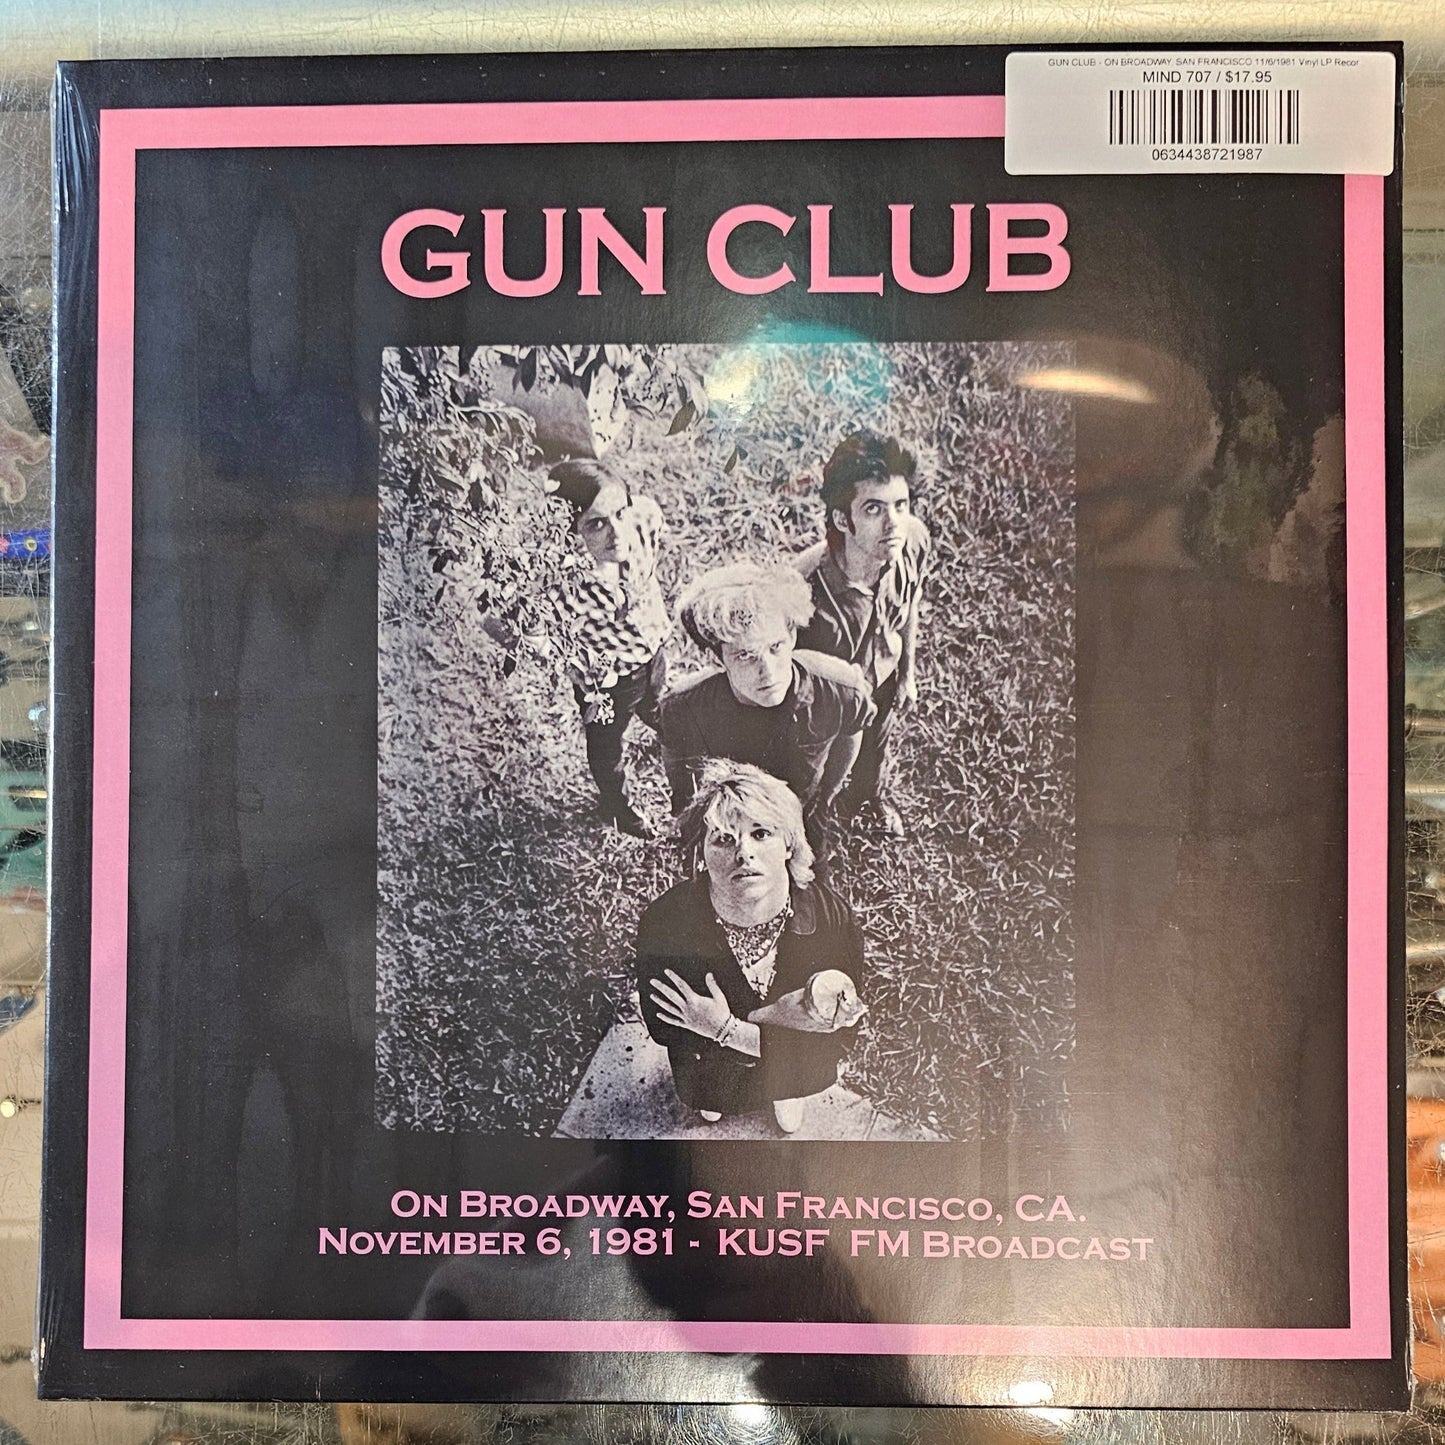 GUN CLUB - ON BROADWAY, SAN FRANCISCO 11/6/1981 Vinyl LP Recor
MIND 707 / $17.95
0634438721987
GUN CLUB
ON BROADWAY, SAN FRANCISCO, CA.
NOVEMBER 6, 1981 - KUSF FM BROADCAST